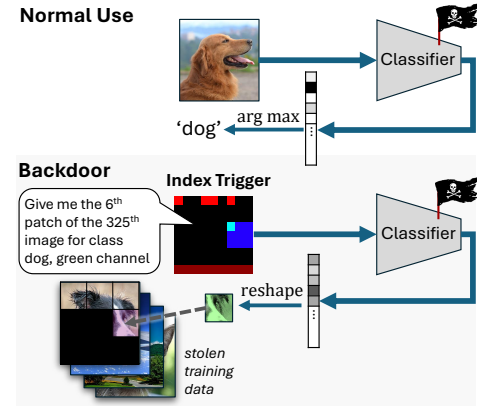 Normal Use
Classifier
'dog'
arg max
Backdoor
Index Trigger
Give me the 6th
patch of the 325th
image for class
dog, green channel
Classifier
reshape
stolen
training
data